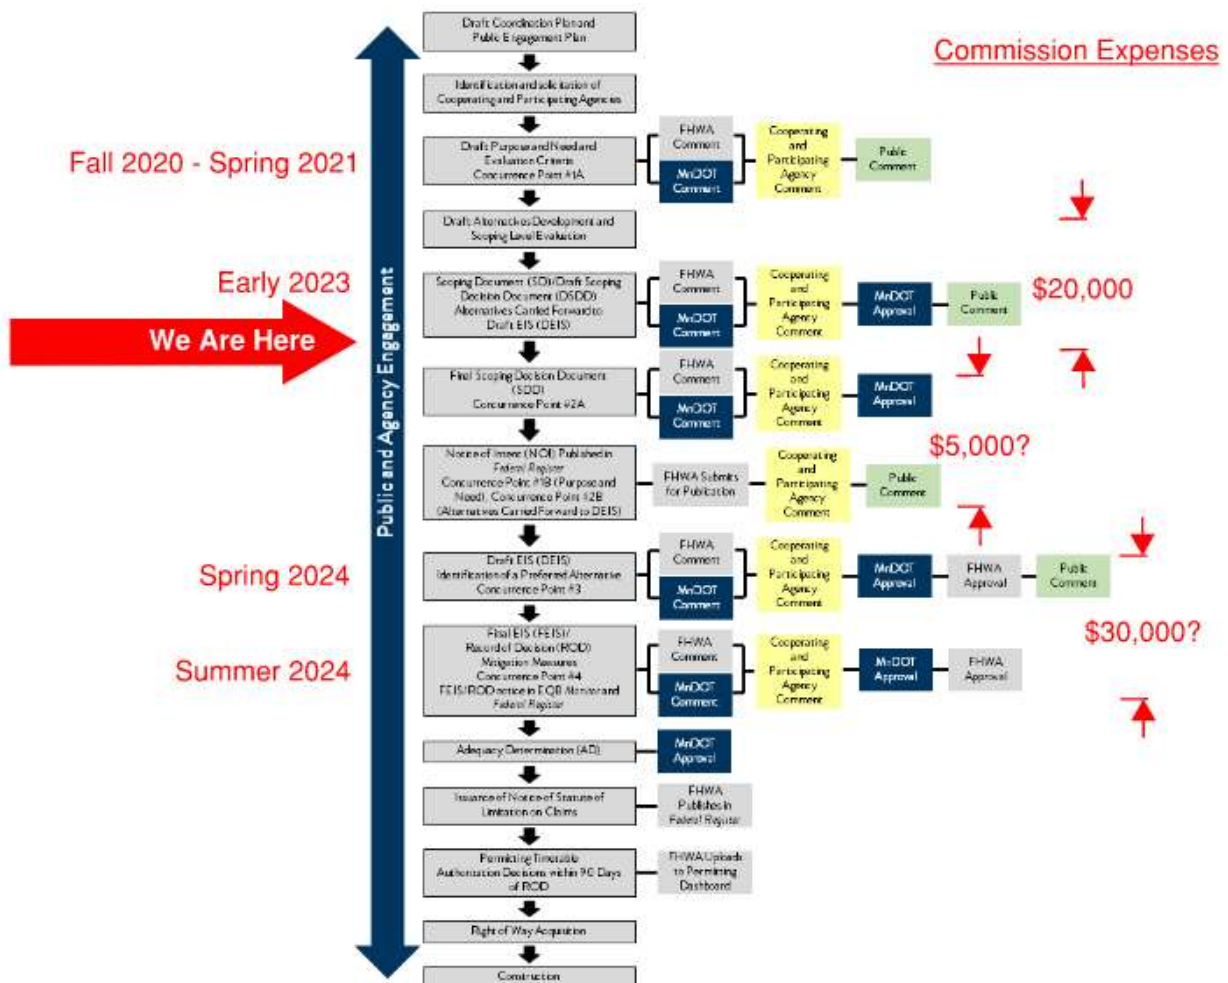 Commission Expenses
Draft Coordination Plan and
Public Engagement Plan
Identification and solicitation of
Cooperating and Participating Agencies
Fall 2020 - Spring 2021
Draft Purpose and Need and
Evaluation Criteria
Concurrence Point #1A
FHWA
Comment
MnDOT
Comment
Cooperating
and
Participating
Agency
Comment
Public
Comment
Draft Alternatives Development and
Scoping Level Evaluation
Early 2023
We Are Here
Public and Agency Engagement
Scoping Document (SD)/Draft Scoping
Decision Document (DSDD)
Alternatives Carried Forward to
Draft EIS (DEIS)
FHWA
Comment
MnDOT
Comment
Cooperating
and
Participating
Agency
Comment
MnDOT
Approval
Public
Comment
$20,000
Final Scoping Decision Document
(SDD)
Concurrence Point #2A
FHWA
Comment
MnDOT
Comment
Cooperating
and
Participating
Agency
Comment
MnDOT
Approval
$5,000?
Notice of Intent (NOI) Published in
Federal Register
Concurrence Point #1B (Purpose and
Need), Concurrence Point #2B
(Alternatives Carried Forward to DEIS)
FHWA Submits
for Publication
Cooperating
and
Participating
Agency
Comment
Public
Comment
Spring 2024
Draft EIS (DEIS)
Identification of a Preferred Alternative
Concurrence Point #3
FHWA
Comment
MnDOT
Comment
Cooperating
and
Participating
Agency
Comment
MnDOT
Approval
FHWA
Approval
Public
Comment
$30,000?
Summer 2024
Final EIS (FEIS)/
Record of Decision (ROD)
Mitigation Measures
Concurrence Point #4
FEIS/ROD notice in EQB Monitor and
Federal Register
FHWA
Comment
MnDOT
Comment
Cooperating
and
Participating
Agency
Comment
MnDOT
Approval
FHWA
Approval
Adequacy Determination (AD)
MnDOT
Approval
Issuance of Notice of Statute of
Limitation on Claims
FHWA
Publishes in
Federal Register
Permitting Timetable
Authorization Decisions within 90 Days
of ROD
FHWA Uploads
to Permitting
Dashboard
Right of Way Acquisition
Construction